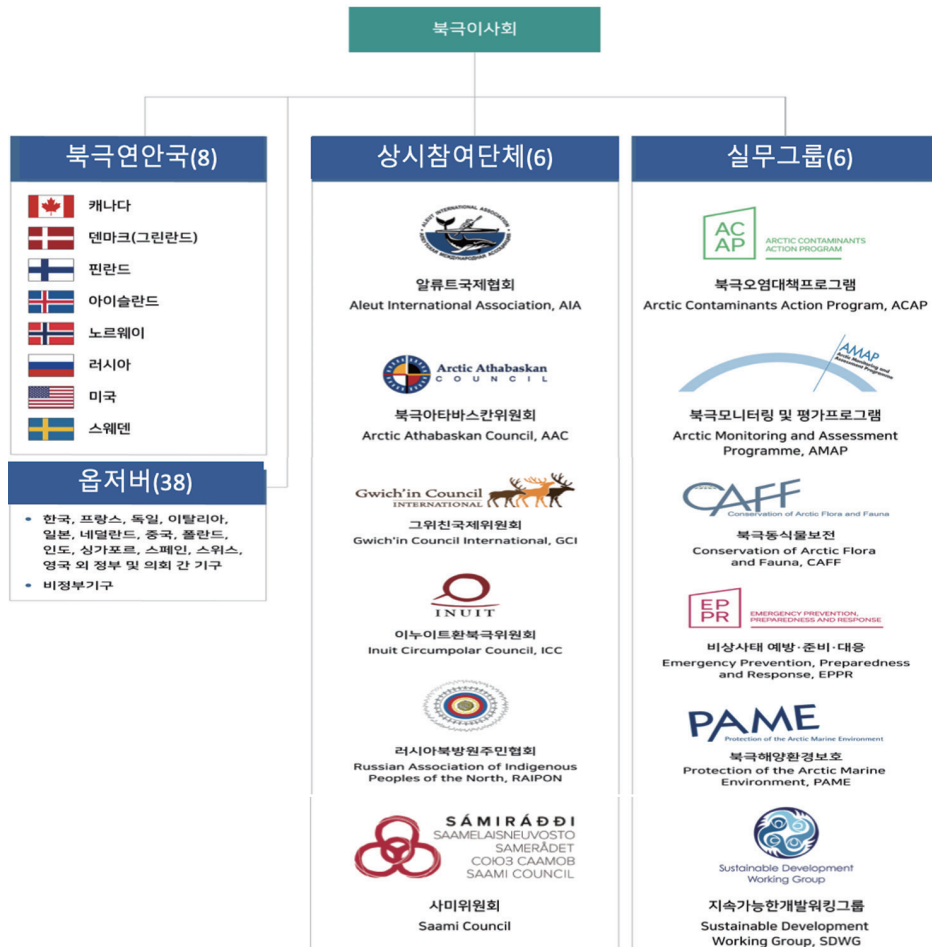 북극이사회
북극연안국(8)
캐나다
덴마크(그린란드)
핀란드
아이슬란드
노르웨이
러시아
미국
스웨덴
옵저버(38)
• 한국, 프랑스, 독일, 이탈리아,
일본, 네덜란드, 중국, 폴란드,
인도, 싱가포르, 스페인, 스위스,
영국 외 정부 및 의회 간 기구
• 비정부기구
상시참여단체(6)
ALEUT INTERNATIONAL ASSOCIATION
알류트국제협회
Aleut International Association, AIA
Arctic Athabaskan
COUNCIL
북극아타바스칸위원회
Arctic Athabaskan Council, AAC
Gwich'in Council
INTERNATIONAL
그위친국제위원회
Gwich'in Council International, GCI
INUIT
이누이트환북극위원회
Inuit Circumpolar Council, ICC
러시아북방원주민협회
Russian Association of Indigenous
Peoples of the North, RAIPON
SÁMIRÁĐĐI
SAAMELAISNEUVOSTO
SAMERÅDET
СОЮЗ СААМОВ
SAAMI COUNCIL
사미위원회
Saami Council
실무그룹(6)
AC
AP
ARCTIC CONTAMINANTS
ACTION PROGRAM
북극오염대책프로그램
Arctic Contaminants Action Program, ACAP
AMAP
Arctic Monitoring and
Assessment Programme
북극모니터링 및 평가프로그램
Arctic Monitoring and Assessment
Programme, AMAP
CAFF
Conservation of Arctic Flora and Fauna
북극동식물보전
Conservation of Arctic Flora
and Fauna, CAFF
EP
PR
EMERGENCY PREVENTION,
PREPAREDNESS AND RESPONSE
비상사태 예방·준비·대응
Emergency Prevention, Preparedness
and Response, EPPR
PAME
Protection of the Arctic Marine Environment
북극해양환경보호
Protection of the Arctic Marine
Environment, PAME
Sustainable Development
Working Group
지속가능한개발워킹그룹
Sustainable Development
Working Group, SDWG